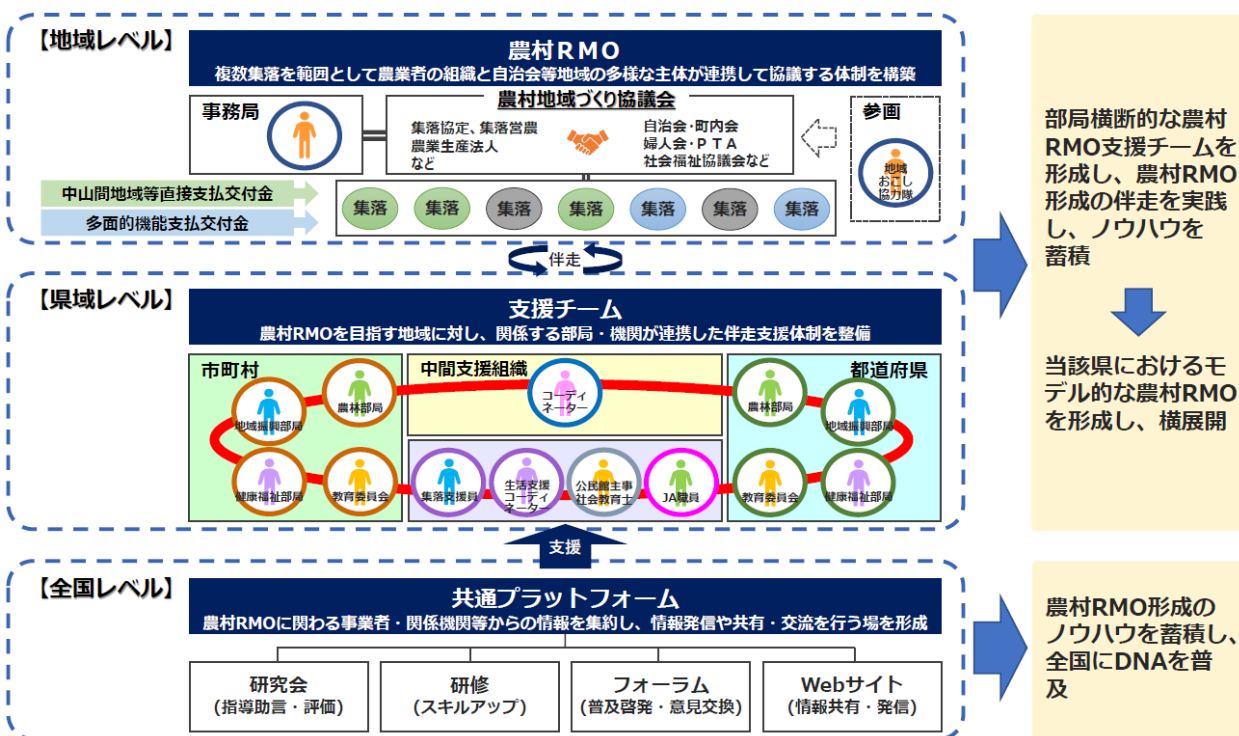 【地域レベル】
農村RMO
複数集落を範囲として農業者の組織と自治会等地域の多様な主体が連携して協議する体制を構築
事務局
農村地域づくり協議会
集落協定、集落営農
農業生産法人
など
自治会・町内会
婦人会・PTA
社会福祉協議会など
参画
地域
おこし
協力隊
中山間地域等直接支払交付金
多面的機能支払交付金
集落
集落
集落
集落
集落
集落
集落
伴走
【県域レベル】
支援チーム
農村RMOを目指す地域に対し、関係する部局・機関が連携した伴走支援体制を整備
市町村
農林部局
地域振興部局
健康福祉部局
教育委員会
中間支援組織
コーディ
ネーター
集落支援員
生活支援
コーディ
ネーター
公民館主事
社会教育士
JA職員
都道府県
農林部局
地域振興部局
教育委員会
健康福祉部局
支援
【全国レベル】
共通プラットフォーム
農村RMOに関わる事業者・関係機関等からの情報を集約し、情報発信や共有・交流を行う場を形成
研究会
(指導助言・評価)
研修
(スキルアップ)
フォーラム
(普及啓発・意見交換)
Webサイト
(情報共有・発信)
部局横断的な農村
RMO支援チームを
形成し、農村RMO
形成の伴走を実践
し、ノウハウを
蓄積
当該県におけるモ
デル的な農村RMO
を形成し、横展開
農村RMO形成の
ノウハウを蓄積し、
全国にDNAを普
及